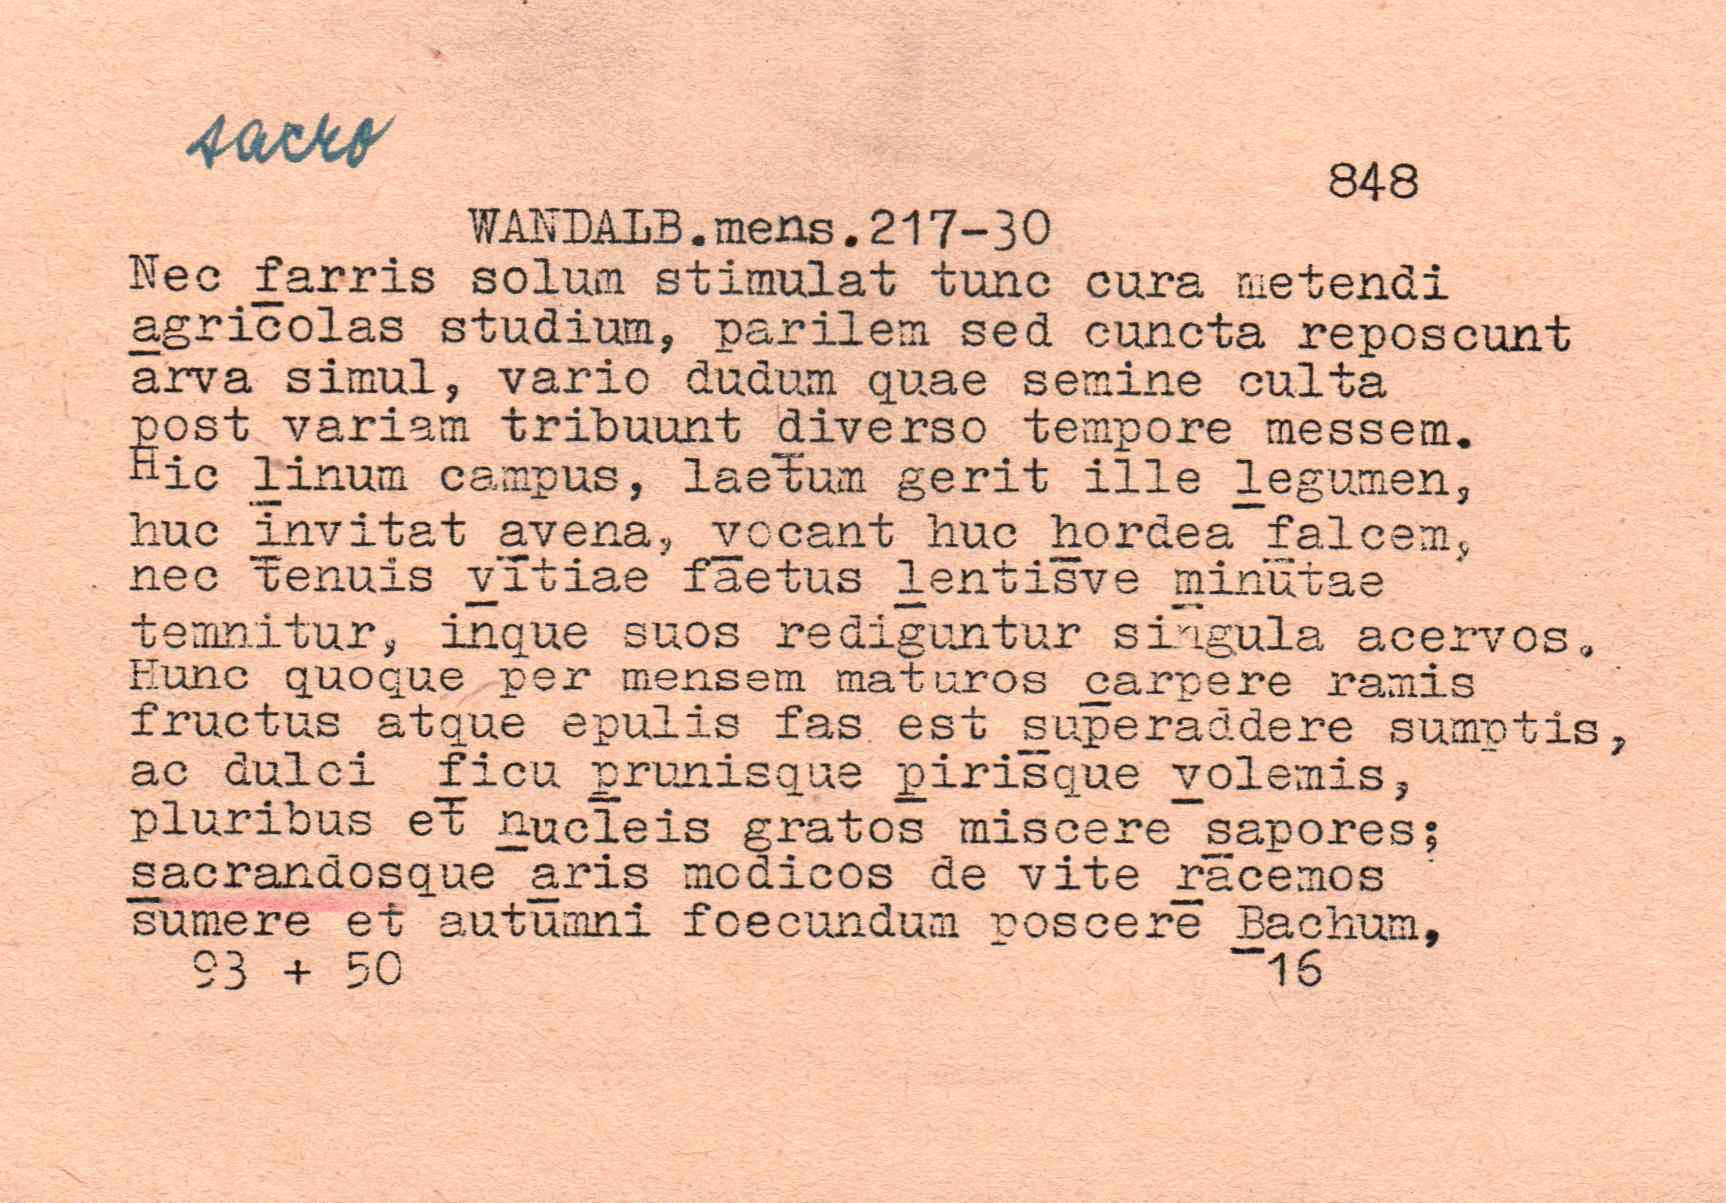 sacro
848
WANDALB.mens.217-30
Nec farris solum stimulat tunc cura metendi
agricolas studium, parilem sed cuncta reposcunt
arva simul, vario dudum quae semine culta
post variam tribuunt diverso tempore messem.
Hic linum campus, laetum gerit ille legumen,
huc invitat avena, vocant huc hordea falcem,
nec tenuis vitiae faetus lentisve minutae
temnitur, inque suos rediguntur singula acervos.
Hunc quoque per mensem maturos carpere ramis
fructus atque epulis fas est superaddere sumptis,
ac dulci ficu prunisque pirisque volemis,
pluribus et nucleis gratos miscere sapores;
sacrandosque aris modicos de vite racemos
sumere et autumni foecundum poscere Bachum,
93 + 50 16